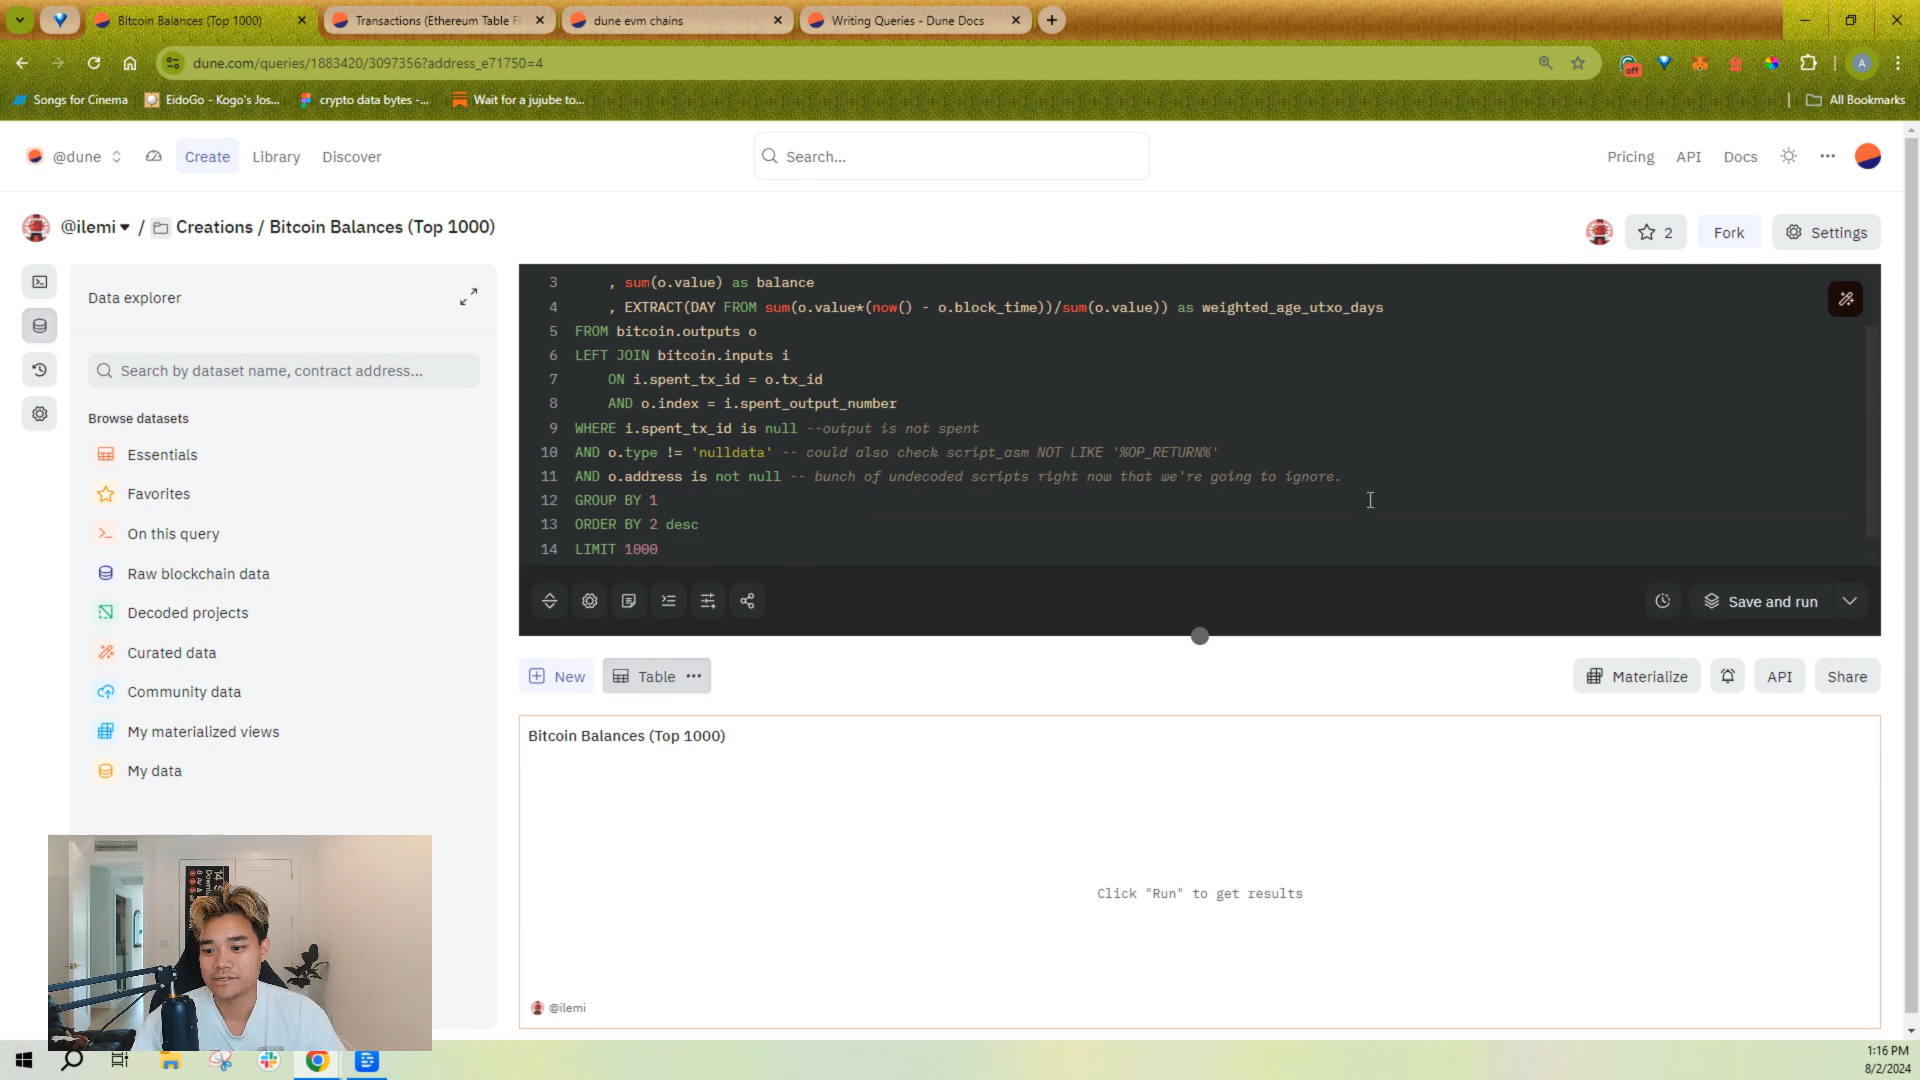 Bitcoin Balances (Top 1000)
Transactions (Ethereum Table Fl
dune evm chains
Writing Queries - Dune Docs
dune.com/queries/1883420/3097356?address_e71750=4
off
A
Songs for Cinema
EidoGo - Kogo's Jos...
crypto data bytes -...
Wait for a jujube to...
All Bookmarks
@dune
Create
Library
Discover
Search...
Pricing
API
Docs
@ilemi / Creations / Bitcoin Balances (Top 1000)
2
Fork
Settings
Data explorer
Search by dataset name, contract address...
Browse datasets
Essentials
Favorites
On this query
Raw blockchain data
Decoded projects
Curated data
Community data
My materialized views
My data
3 , sum(o.value) as balance
4 , EXTRACT(DAY FROM sum(o.value*(now() - o.block_time))/sum(o.value)) as weighted_age_utxo_days
5 FROM bitcoin.outputs o
6 LEFT JOIN bitcoin.inputs i
7 ON i.spent_tx_id = o.tx_id
8 AND o.index = i.spent_output_number
9 WHERE i.spent_tx_id is null --output is not spent
10 AND o.type != 'nulldata' -- could also check script_asm NOT LIKE '%OP_RETURN%'
11 AND o.address is not null -- bunch of undecoded scripts right now that we're going to ignore.
12 GROUP BY 1
13 ORDER BY 2 desc
14 LIMIT 1000
Save and run
New
Table
Materialize
API
Share
Bitcoin Balances (Top 1000)
Click "Run" to get results
@ilemi
1:16 PM
8/2/2024